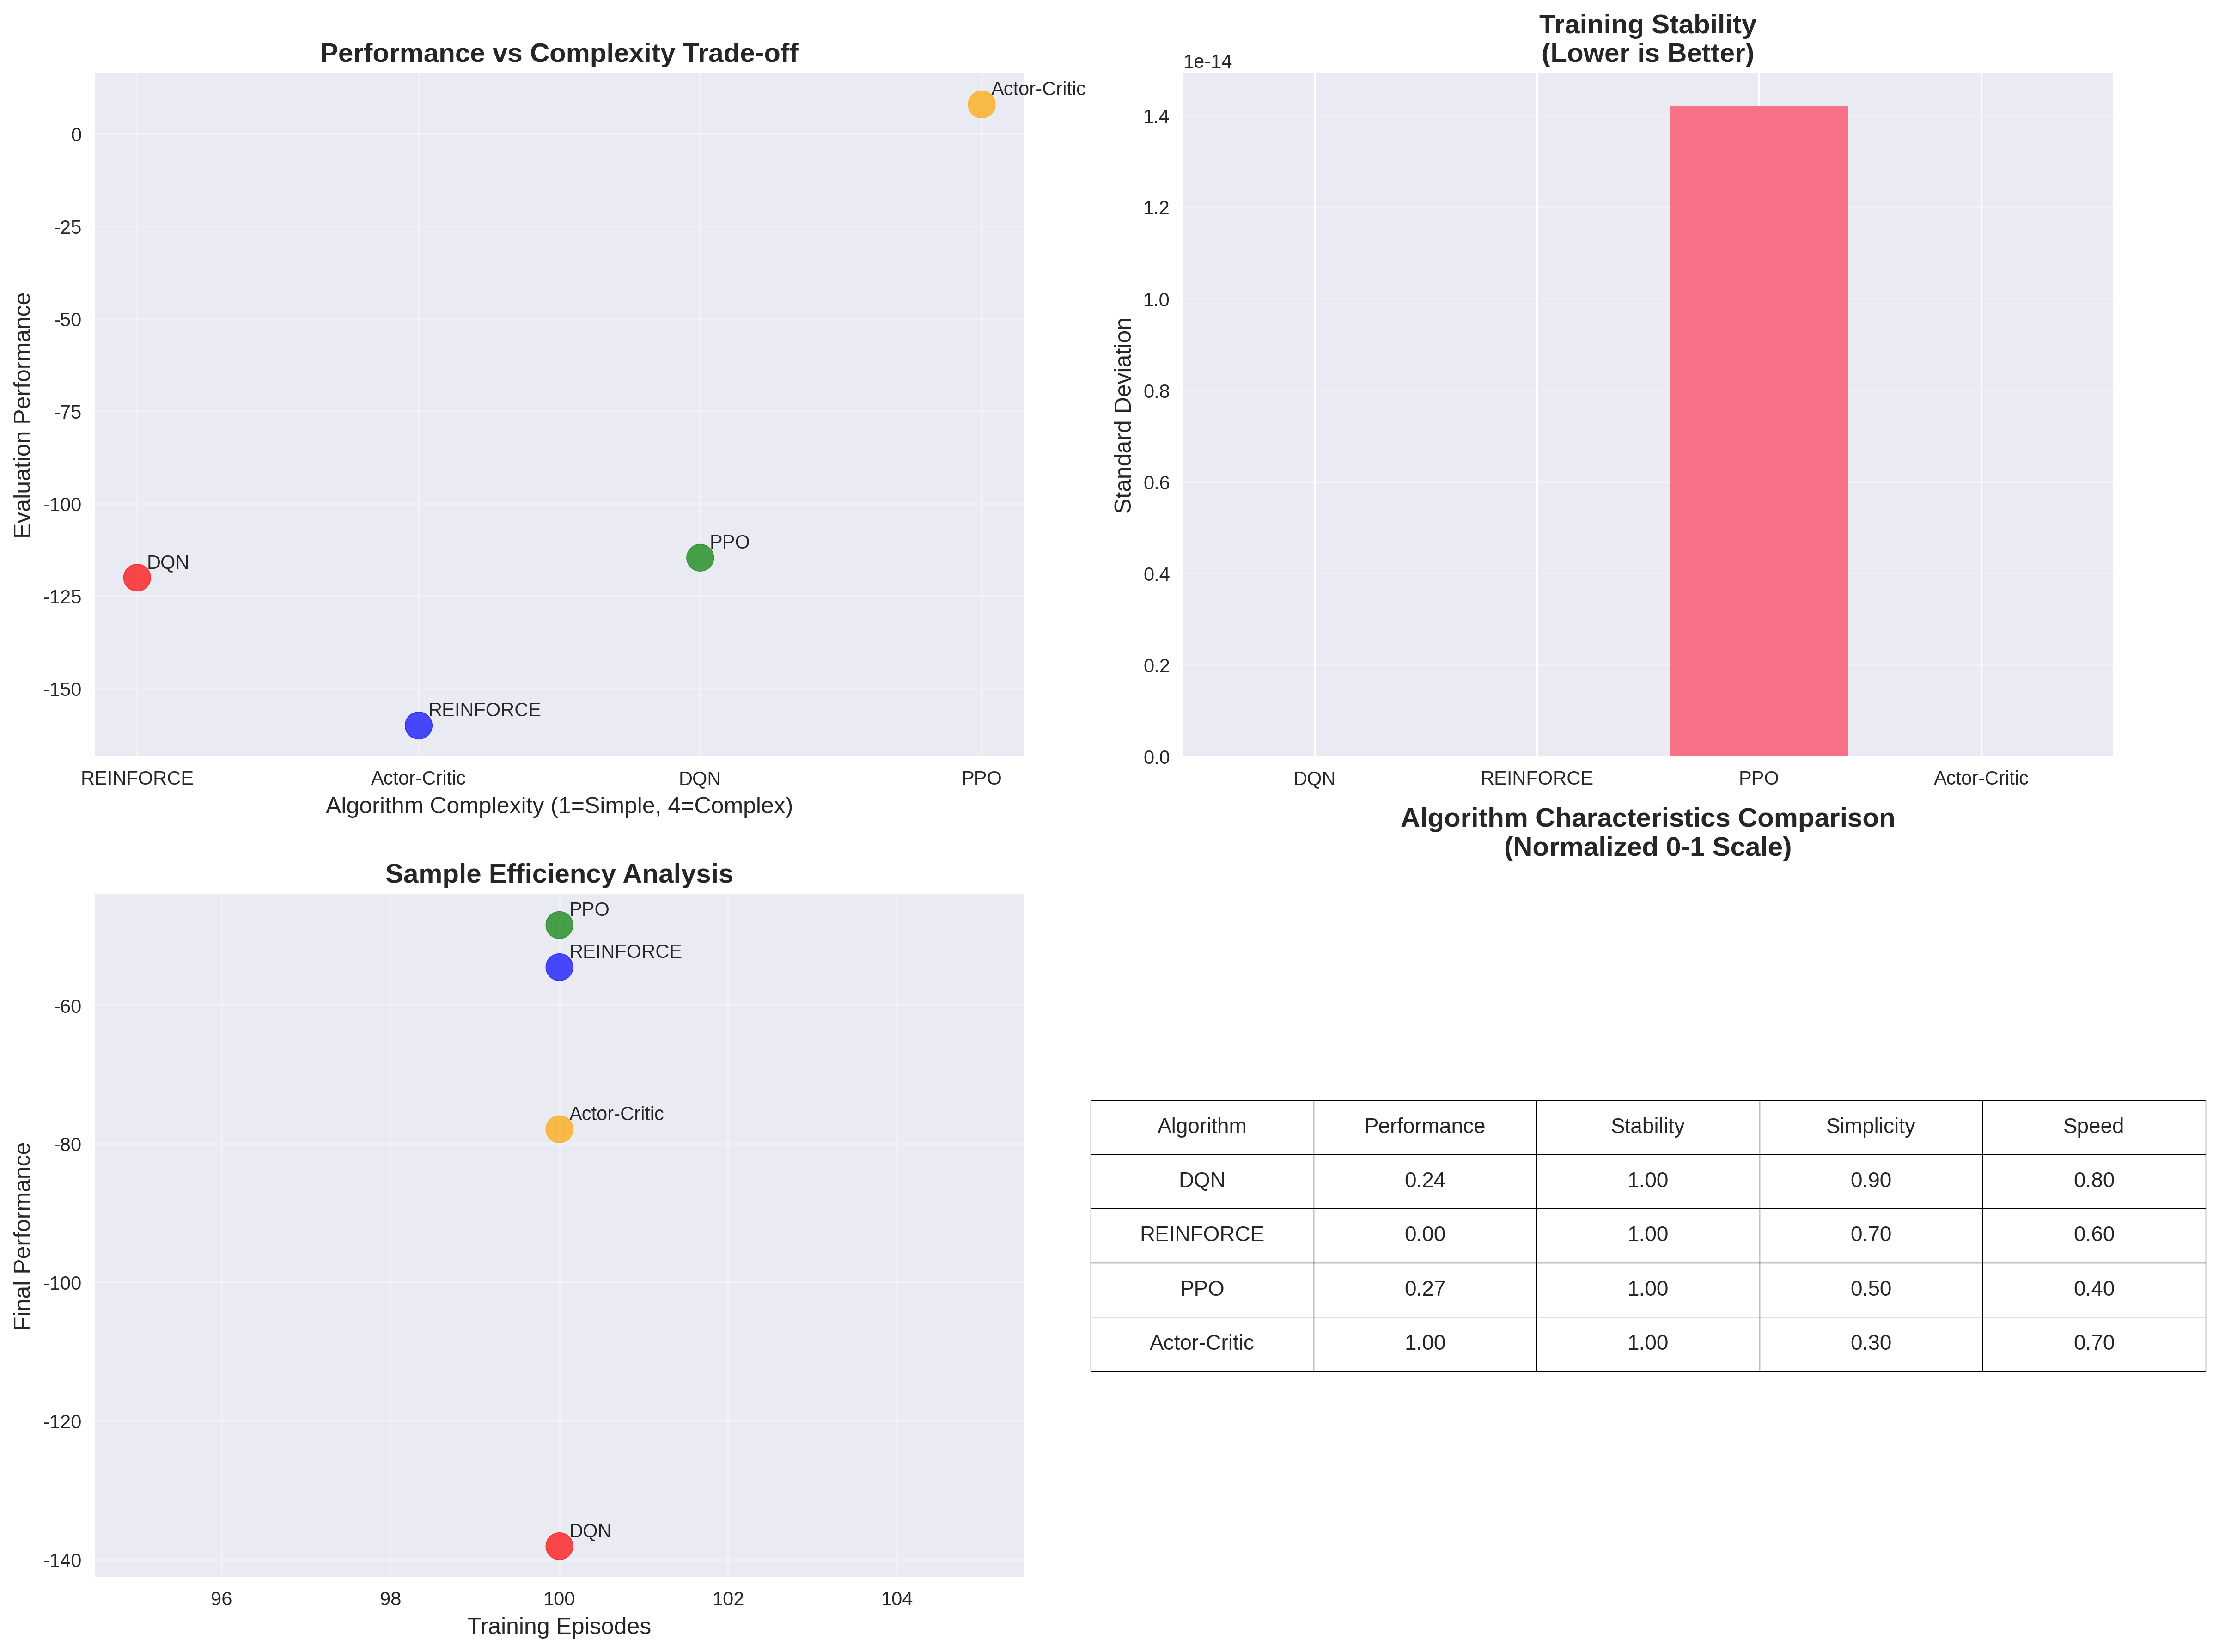 Performance vs Complexity Trade-off
Evaluation Performance
0
-25
-50
-75
-100
-125
-150
Actor-Critic
PPO
DQN
REINFORCE
REINFORCE
Actor-Critic
DQN
PPO
Algorithm Complexity (1=Simple, 4=Complex)
Training Stability
(Lower is Better)
1e-14
Standard Deviation
1.4
1.2
1.0
0.8
0.6
0.4
0.2
0.0
DQN
REINFORCE
PPO
Actor-Critic
Sample Efficiency Analysis
Final Performance
-60
-80
-100
-120
-140
PPO
REINFORCE
Actor-Critic
DQN
96
98
100
102
104
Training Episodes
Algorithm Characteristics Comparison
(Normalized 0-1 Scale)
Algorithm Performance Stability Simplicity Speed
DQN 0.24 1.00 0.90 0.80
REINFORCE 0.00 1.00 0.70 0.60
PPO 0.27 1.00 0.50 0.40
Actor-Critic 1.00 1.00 0.30 0.70